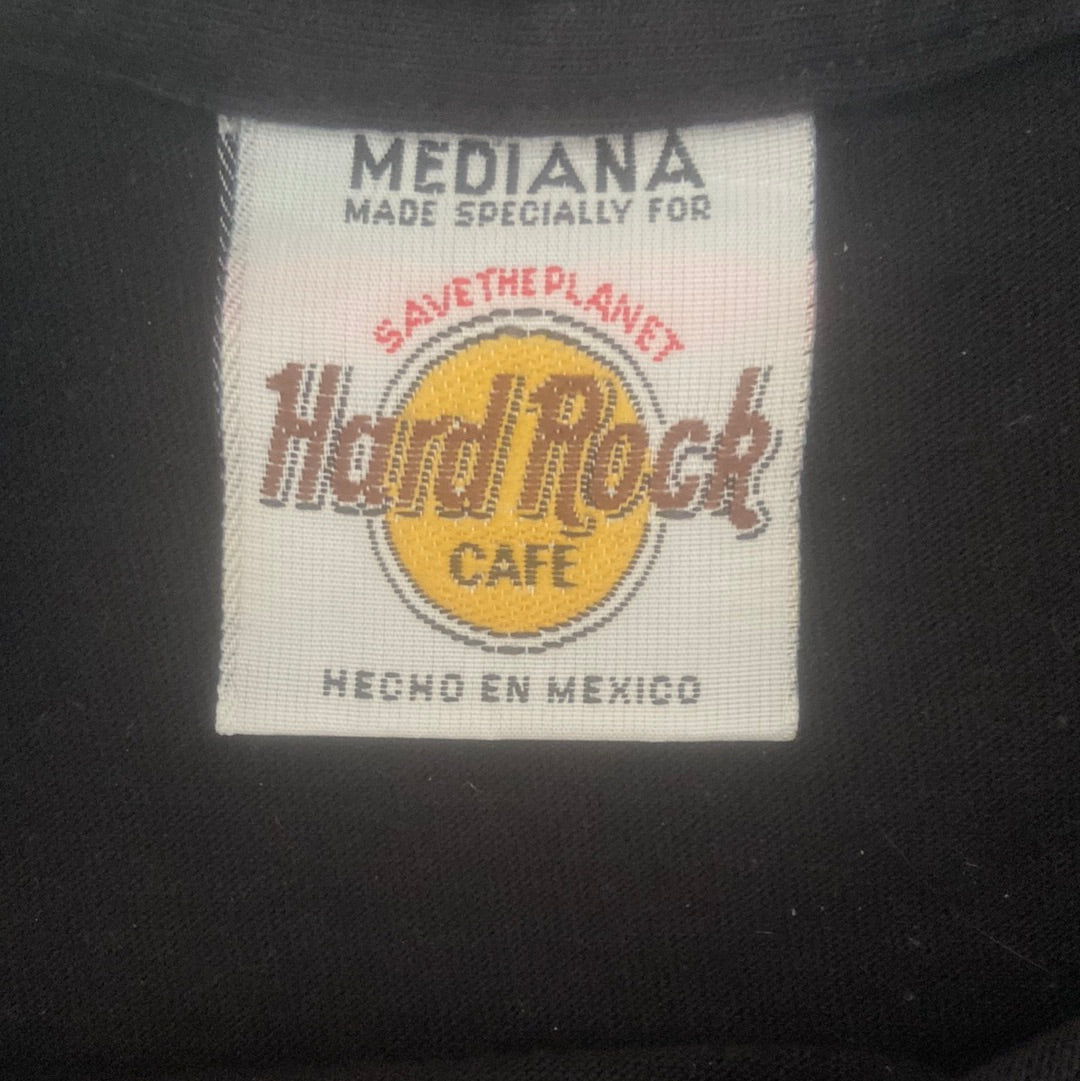 MEDIANA
MADE SPECIALLY FOR
SAVE THE PLANET
Hard Rock
CAFE
HECHO EN MEXICO